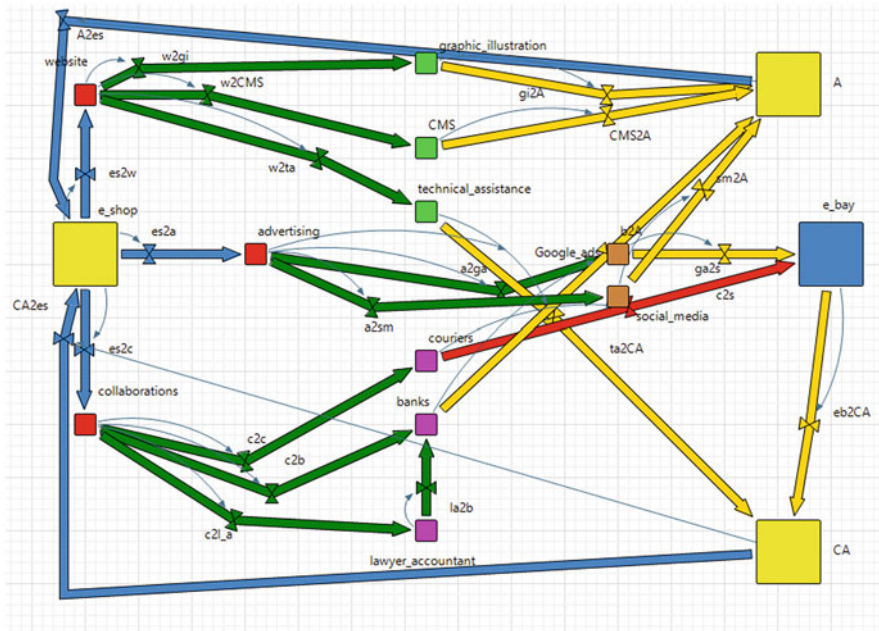 A2es
graphic_illustration
website
w2gi
A
w2CMS
gi2A
CMS
CMS2A
w2ta
es2w
technical_assistance
sm2A
e_shop
e_bay
es2a
advertising
b2A
Google_ads
a2ga
ga2s
CA2es
c2s
a2sm
social_media
es2c
couriers
ta2CA
collaborations
banks
eb2CA
c2c
c2b
la2b
c2l_a
CA
lawyer_accountant